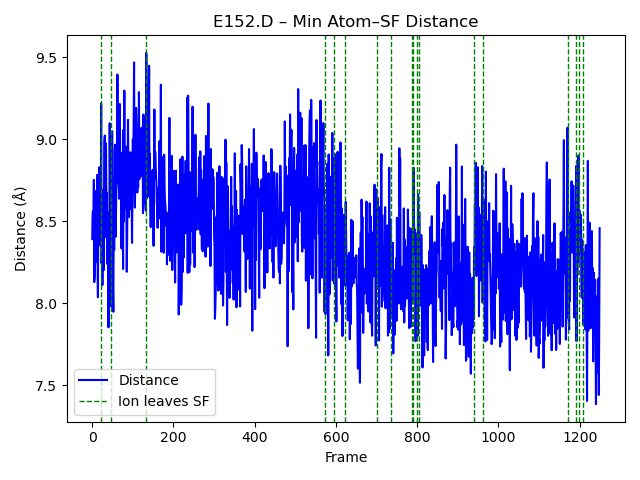 E152.D – Min Atom–SF Distance
Distance (Å)
9.5
9.0
8.5
8.0
7.5
Distance
Ion leaves SF
0
200
400
600
800
1000
1200
Frame